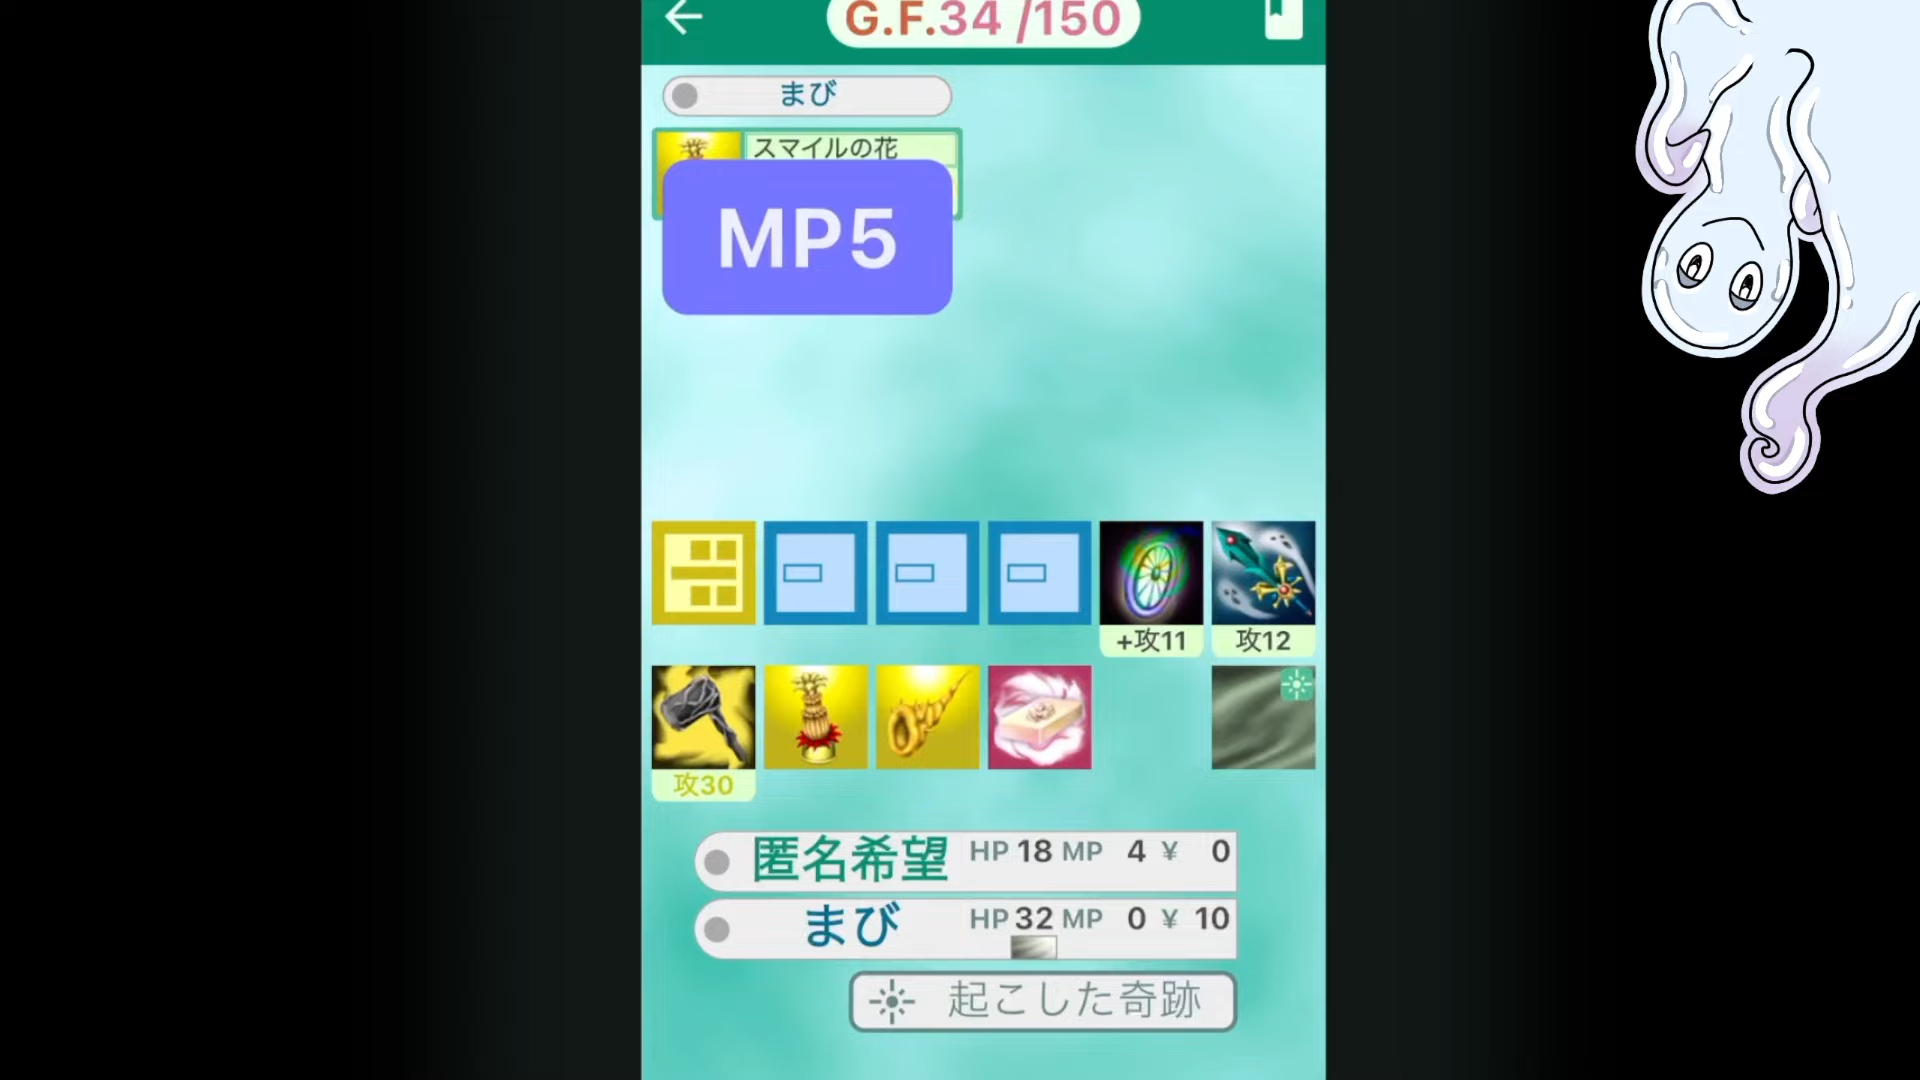 G.F.34 /150
まび
スマイルの花
MP5
+攻11
攻12
攻30
匿名希望 HP 18 MP 4 ¥ 0
まび HP 32 MP 0 ¥ 10
起こした奇跡